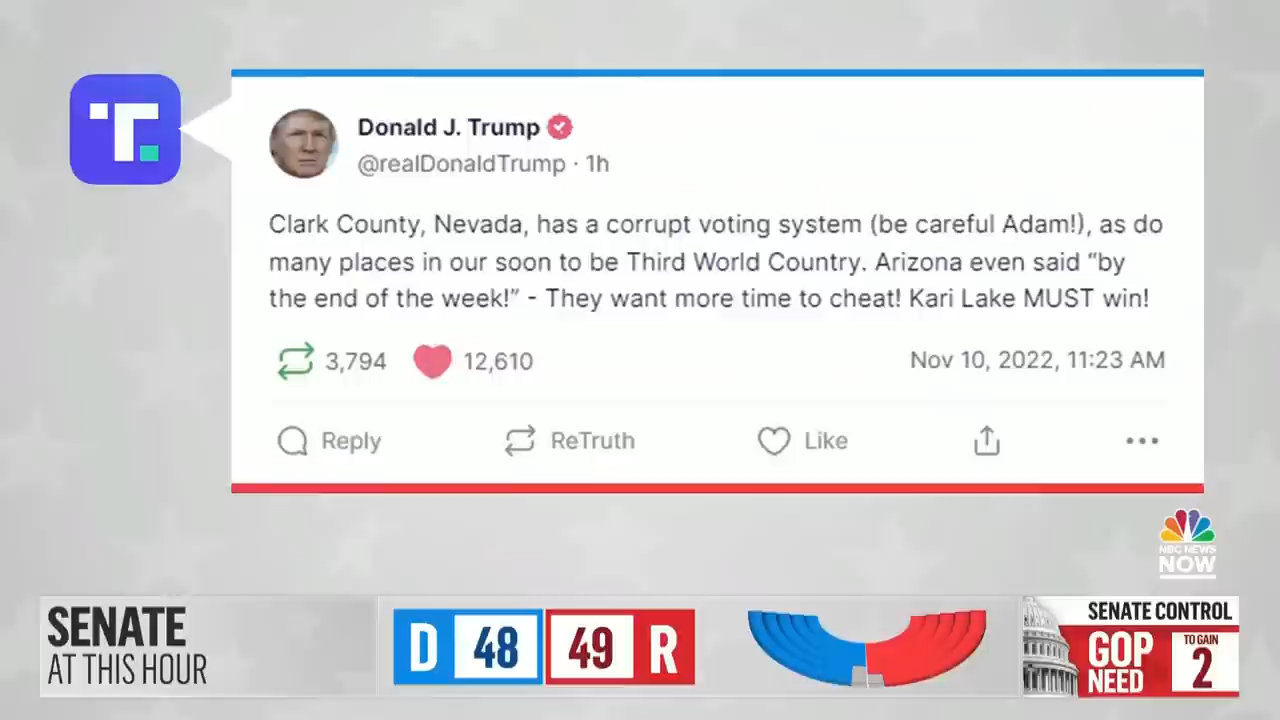 T.
Donald J. Trump
@realDonaldTrump · 1h
Clark County, Nevada, has a corrupt voting system (be careful Adam!), as do
many places in our soon to be Third World Country. Arizona even said “by
the end of the week!” - They want more time to cheat! Kari Lake MUST win!
3,794 12,610 Nov 10, 2022, 11:23 AM
Reply ReTruth Like
NBC NEWS
NOW
SENATE
AT THIS HOUR
D 48 49 R
SENATE CONTROL
GOP
NEED
TO GAIN
2